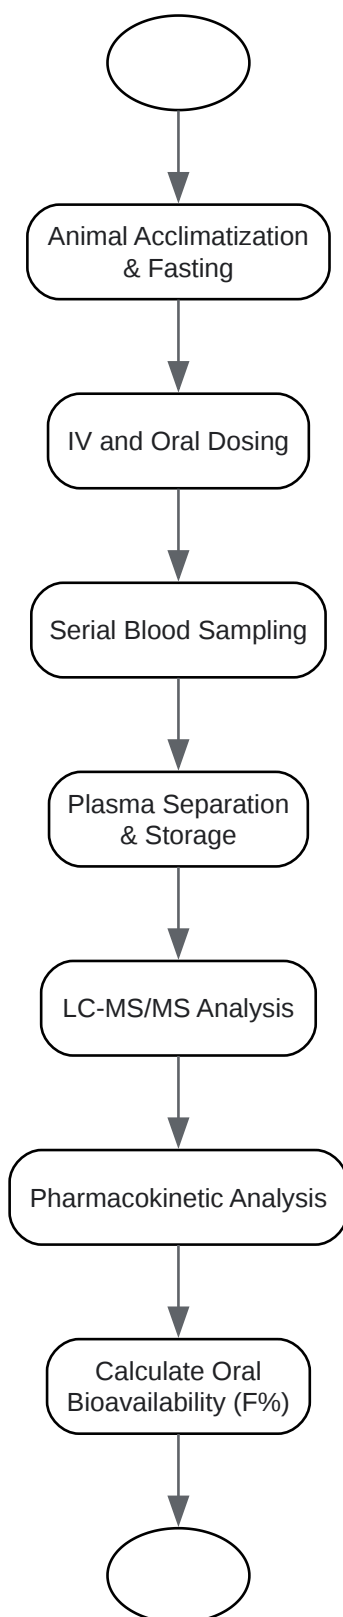 Animal Acclimatization
& Fasting
IV and Oral Dosing
Serial Blood Sampling
Plasma Separation
& Storage
LC-MS/MS Analysis
Pharmacokinetic Analysis
Calculate Oral
Bioavailability (F%)